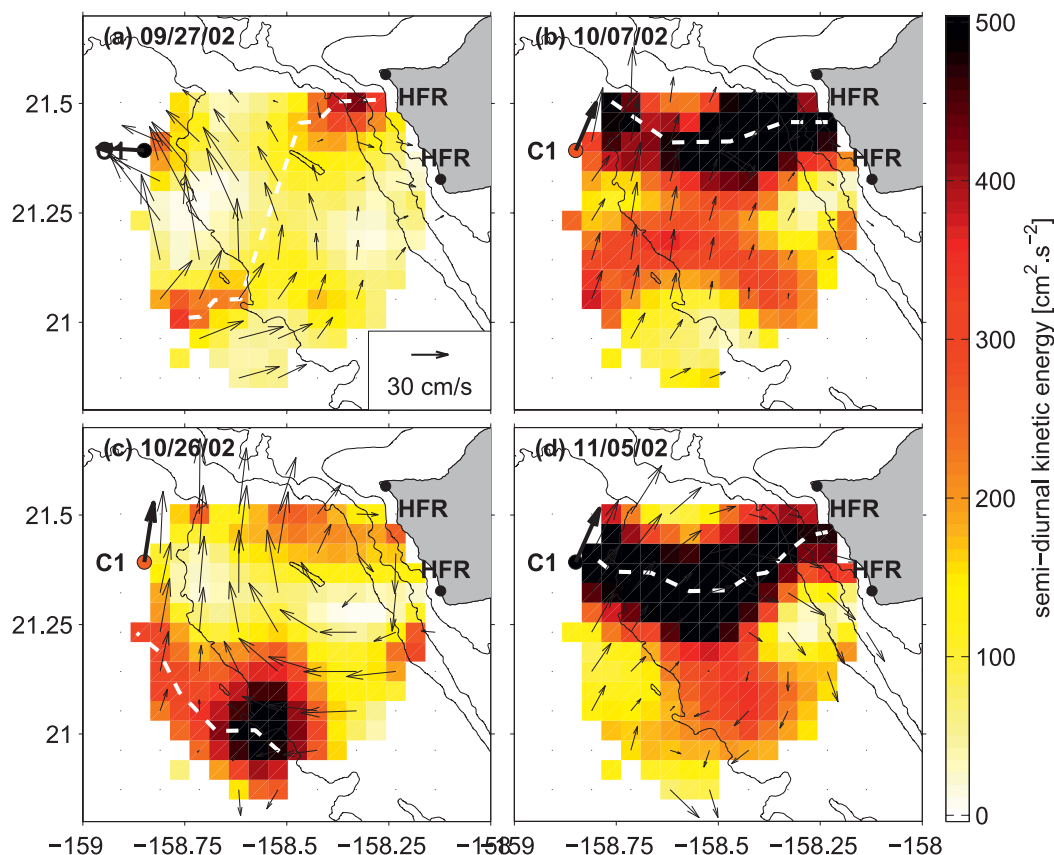 (a) 09/27/02
(b) 10/07/02
500
HFR
HFR
21.5
C1
HFR
C1
HFR
400
21.25
21
30 cm/s
300
semi-diurnal kinetic energy [cm².s⁻²]
(c) 10/26/02
(d) 11/05/02
HFR
HFR
21.5
200
C1
HFR
C1
HFR
21.25
100
21
0
−159
−158.75
−158.5
−158.25
−158
−158.75
−158.5
−158.25
−158